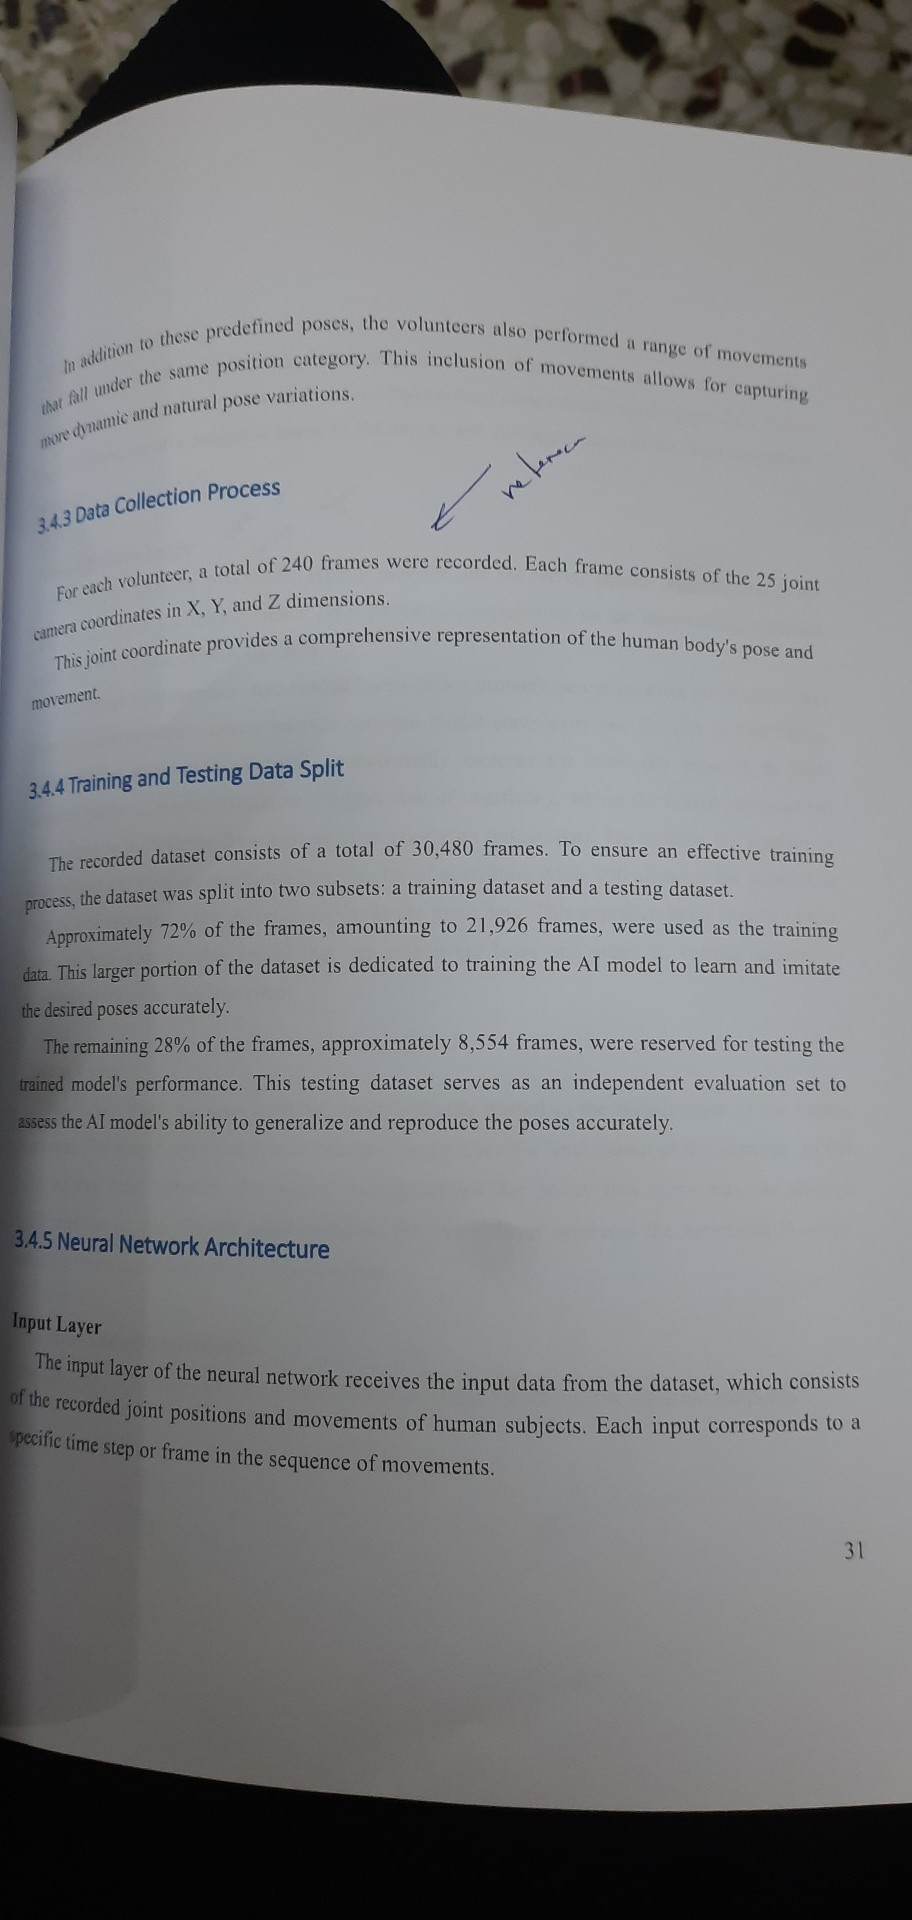 In addition to these predefined poses, the volunteers also performed a range of movements
that fall under the same position category. This inclusion of movements allows for capturing
more dynamic and natural pose variations.
3.4.3 Data Collection Process
For each volunteer, a total of 240 frames were recorded. Each frame consists of the 25 joint
camera coordinates in X, Y, and Z dimensions.
This joint coordinate provides a comprehensive representation of the human body's pose and
movement.
3.4.4 Training and Testing Data Split
The recorded dataset consists of a total of 30,480 frames. To ensure an effective training
process, the dataset was split into two subsets: a training dataset and a testing dataset.
Approximately 72% of the frames, amounting to 21,926 frames, were used as the training
data. This larger portion of the dataset is dedicated to training the AI model to learn and imitate
the desired poses accurately.
The remaining 28% of the frames, approximately 8,554 frames, were reserved for testing the
trained model's performance. This testing dataset serves as an independent evaluation set to
assess the AI model's ability to generalize and reproduce the poses accurately.
3.4.5 Neural Network Architecture
Input Layer
The input layer of the neural network receives the input data from the dataset, which consists
of the recorded joint positions and movements of human subjects. Each input corresponds to a
specific time step or frame in the sequence of movements.
31